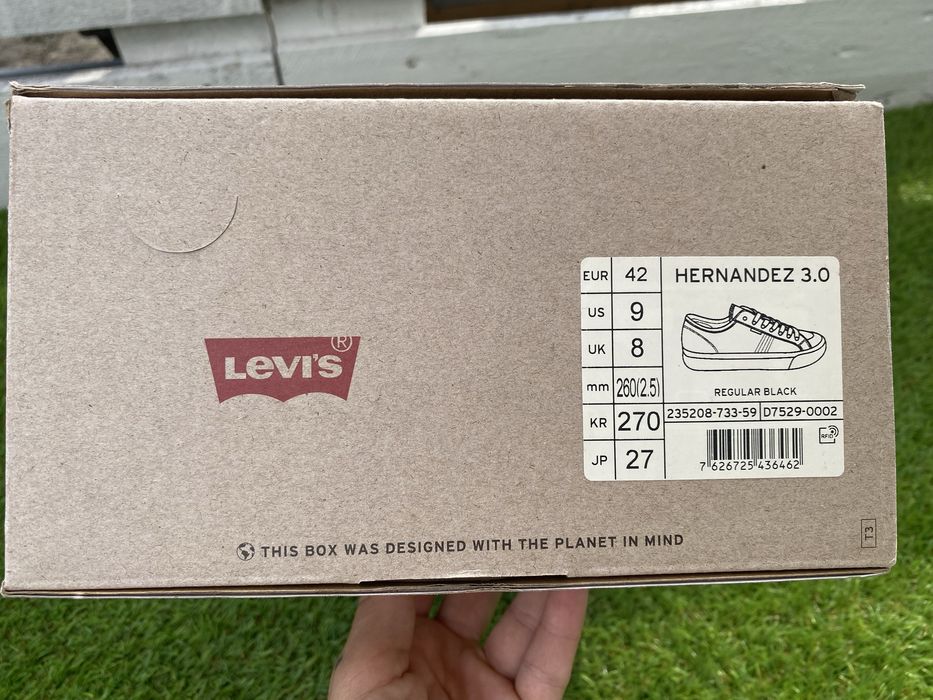 LEVI'S®
EUR 42
US 9
UK 8
mm 260(2.5)
KR 270
JP 27
HERNANDEZ 3.0
REGULAR BLACK
235208-733-59 D7529-0002
RFID
7 626725 436462
THIS BOX WAS DESIGNED WITH THE PLANET IN MIND
T3